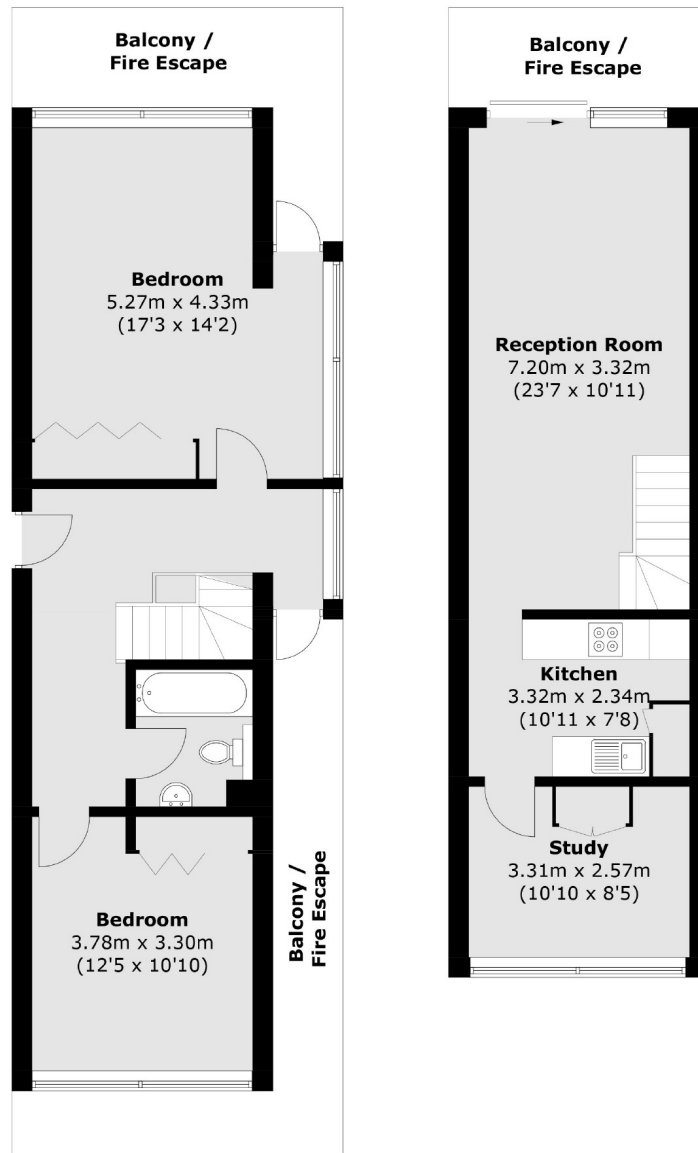 Balcony /
Fire Escape
Bedroom
5.27m x 4.33m
(17'3 x 14'2)
Bedroom
3.78m x 3.30m
(12'5 x 10'10)
Balcony /
Fire Escape
Balcony /
Fire Escape
Reception Room
7.20m x 3.32m
(23'7 x 10'11)
Kitchen
3.32m x 2.34m
(10'11 x 7'8)
Study
3.31m x 2.57m
(10'10 x 8'5)